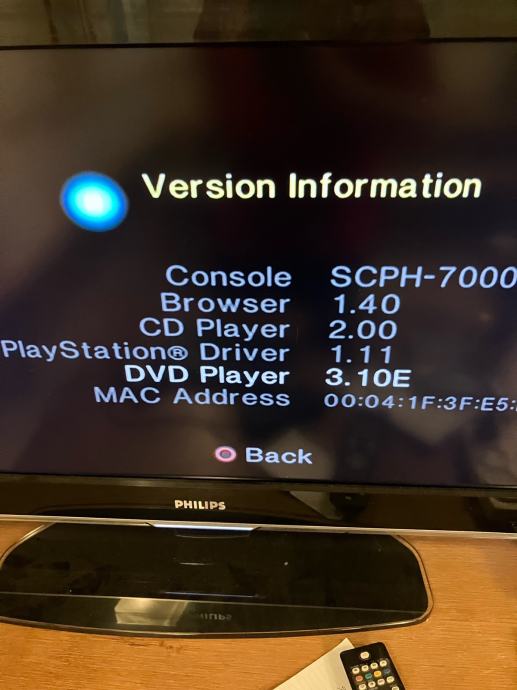 Version Information
Console SCPH-7000
Browser 1.40
CD Player 2.00
PlayStation® Driver 1.11
DVD Player 3.10E
MAC Address 00:04:1F:3F:E5:
Back
PHILIPS
PHILIPS